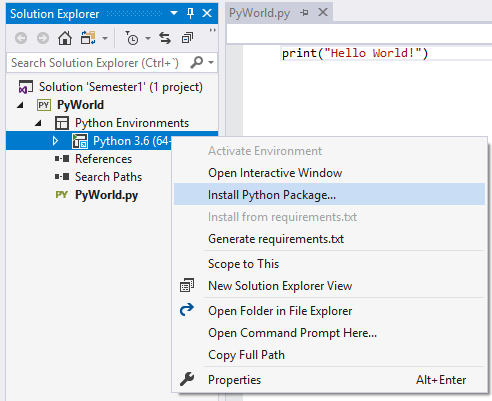 Solution Explorer
Search Solution Explorer (Ctrl+`)
Solution 'Semester1' (1 project)
PY PyWorld
Python Environments
Python 3.6 (64-
References
Search Paths
PY PyWorld.py
PyWorld.py
print("Hello World!")
Activate Environment
Open Interactive Window
Install Python Package...
Install from requirements.txt
Generate requirements.txt
Scope to This
New Solution Explorer View
Open Folder in File Explorer
Open Command Prompt Here...
Copy Full Path
Properties Alt+Enter